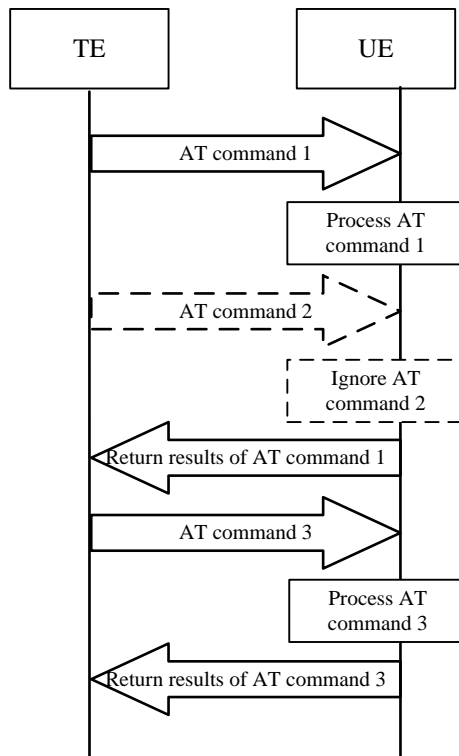 TE
UE
AT command 1
Process AT
command 1
AT command 2
Ignore AT
command 2
Return results of AT command 1
AT command 3
Process AT
command 3
Return results of AT command 3